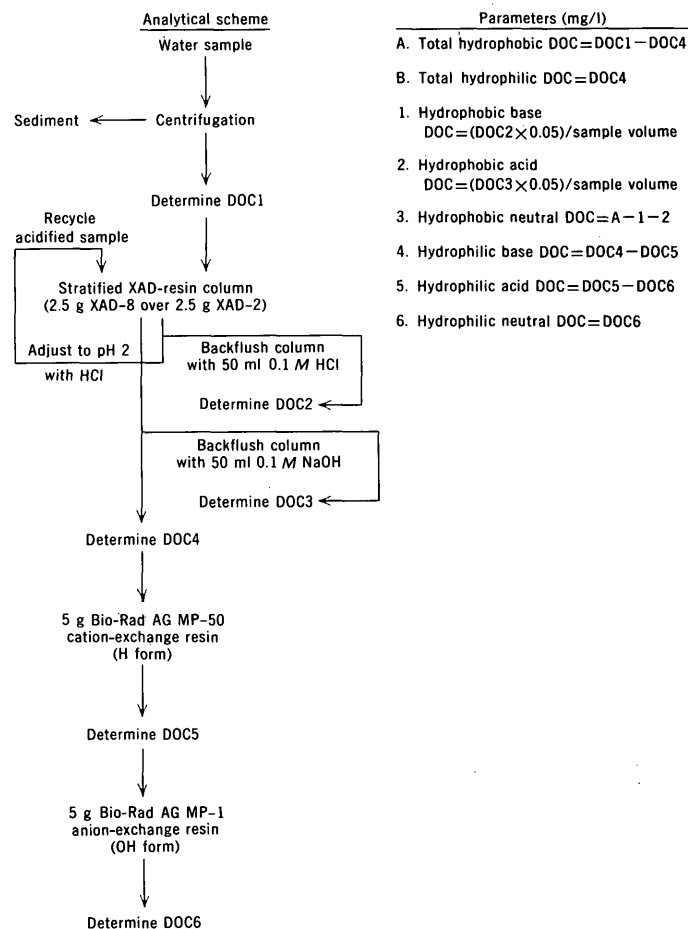 Analytical scheme
Water sample
Sediment
Centrifugation
Determine DOC1
Recycle
acidified sample
Stratified XAD-resin column
(2.5 g XAD-8 over 2.5 g XAD-2)
Adjust to pH 2
with HCl
Backflush column
with 50 ml 0.1 M HCl
Determine DOC2
Backflush column
with 50 ml 0.1 M NaOH
Determine DOC3
Determine DOC4
5 g Bio-Rad AG MP-50
cation-exchange resin
(H form)
Determine DOC5
5 g Bio-Rad AG MP-1
anion-exchange resin
(OH form)
Determine DOC6
Parameters (mg/l)
A. Total hydrophobic DOC=DOC1-DOC4
B. Total hydrophilic DOC=DOC4
1. Hydrophobic base
DOC=(DOC2×0.05)/sample volume
2. Hydrophobic acid
DOC=(DOC3×0.05)/sample volume
3. Hydrophobic neutral DOC=A-1-2
4. Hydrophilic base DOC=DOC4-DOC5
5. Hydrophilic acid DOC=DOC5-DOC6
6. Hydrophilic neutral DOC=DOC6